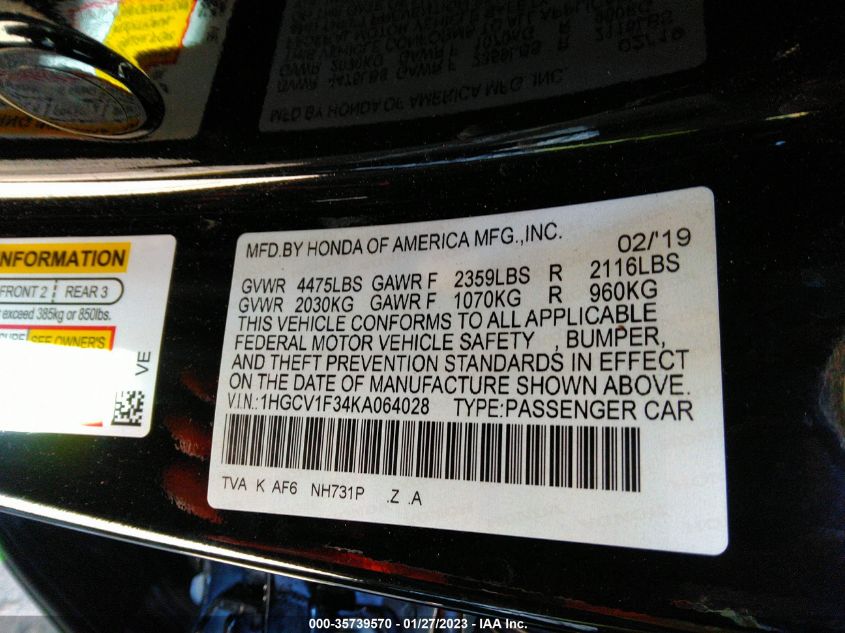 MFD.BY HONDA OF AMERICA MFG.,INC. 02/'19
GVWR 4475LBS GAWR F 2359LBS R 2116LBS
GVWR 2030KG GAWR F 1070KG R 960KG
THIS VEHICLE CONFORMS TO ALL APPLICABLE
FEDERAL MOTOR VEHICLE SAFETY , BUMPER,
AND THEFT PREVENTION STANDARDS IN EFFECT
ON THE DATE OF MANUFACTURE SHOWN ABOVE.
V.I.N.:1HGCV1F34KA064028 TYPE:PASSENGER CAR
TVA K AF6 NH731P .Z .A
INFORMATION
FRONT 2 REAR 3
exceed 385kg or 850lbs.
SEE OWNER'S
VE
000-35739570 - 01/27/2023 - IAA Inc.